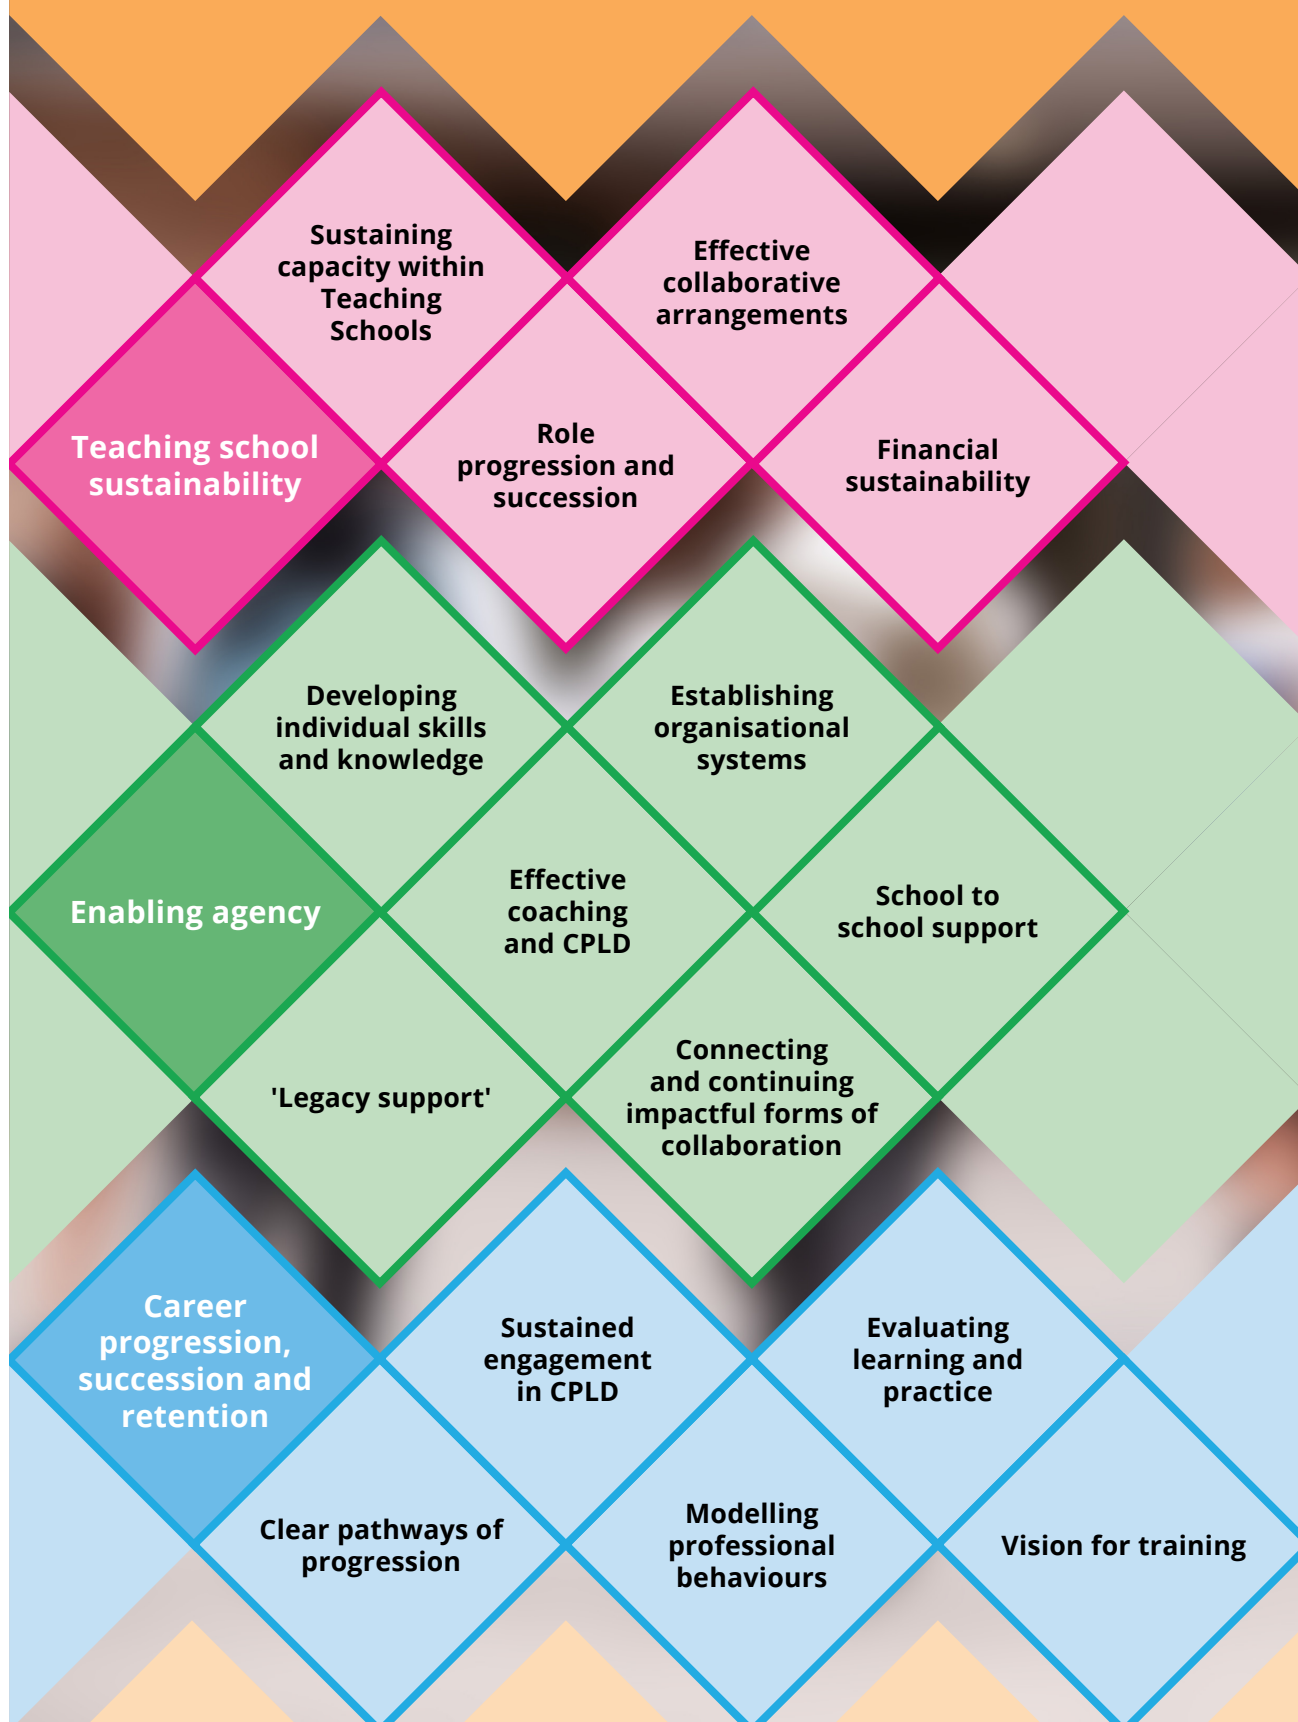 Sustaining
capacity within
Teaching
Schools
Effective
collaborative
arrangements
Teaching school
sustainability
Role
progression and
succession
Financial
sustainability
Developing
individual skills
and knowledge
Establishing
organisational
systems
Enabling agency
Effective
coaching
and CPLD
School to
school support
'Legacy support'
Connecting
and continuing
impactful forms of
collaboration
Career
progression,
succession and
retention
Sustained
engagement
in CPLD
Evaluating
learning and
practice
Clear pathways of
progression
Modelling
professional
behaviours
Vision for training